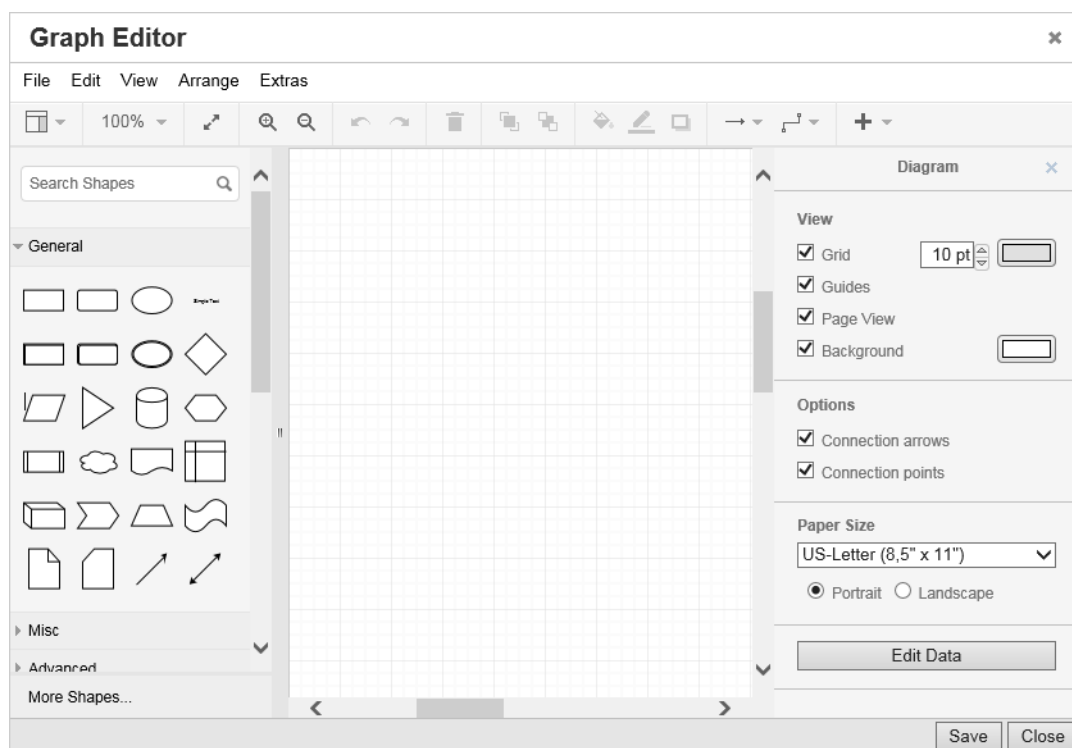 Graph Editor
File Edit View Arrange Extras
100%
Search Shapes
General
Simple Text
Misc
Advanced
More Shapes...
Diagram
View
Grid 10 pt
Guides
Page View
Background
Options
Connection arrows
Connection points
Paper Size
US-Letter (8,5" x 11")
Portrait Landscape
Edit Data
Save Close